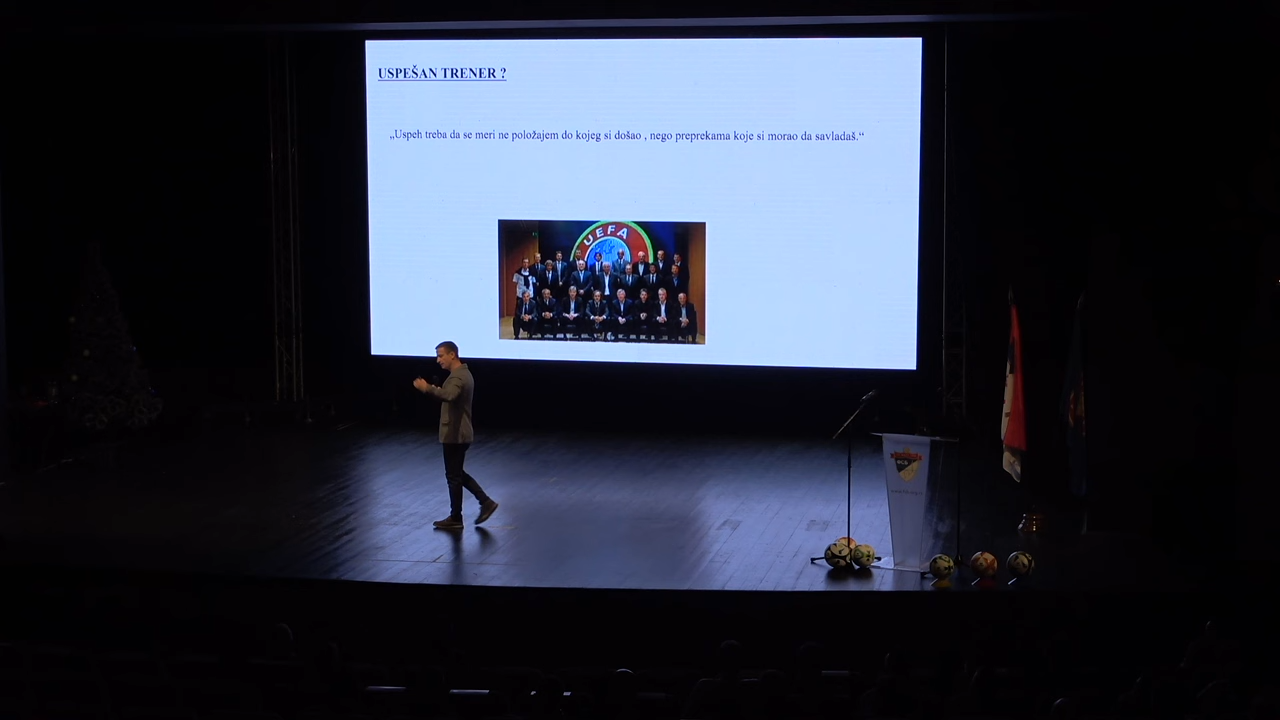 USPEŠAN TRENER ?
„Uspeh treba da se meri ne položajem do kojeg si došao , nego preprekama koje si morao da savladaš.“
UEFA